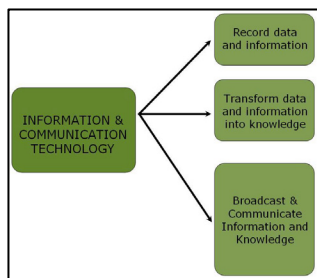 INFORMATION &
COMMUNICATION
TECHNOLOGY
Record data
and information
Transform data
and information
into knowledge
Broadcast &
Communicate
Information and
Knowledge